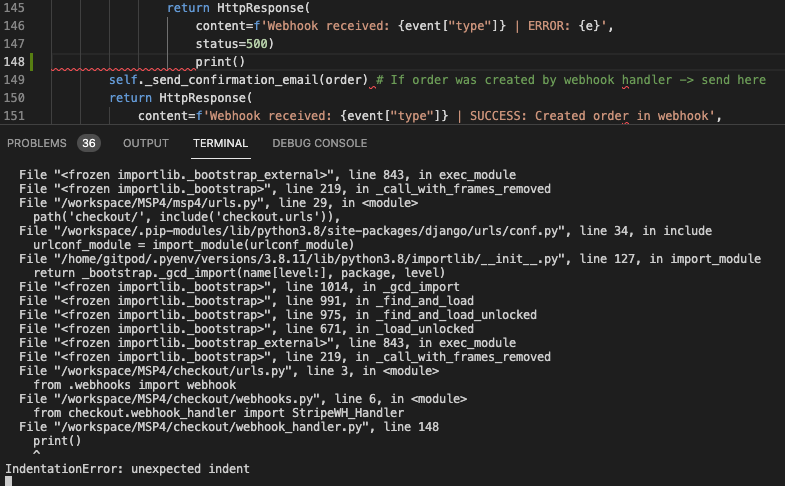 145 return HttpResponse(
146 content=f'Webhook received: {event["type"]} | ERROR: {e}',
147 status=500)
148 print()
149 self._send_confirmation_email(order) # If order was created by webhook handler -> send here
150 return HttpResponse(
151 content=f'Webhook received: {event["type"]} | SUCCESS: Created order in webhook',
PROBLEMS 36 OUTPUT TERMINAL DEBUG CONSOLE
File "<frozen importlib._bootstrap_external>", line 843, in exec_module
File "<frozen importlib._bootstrap>", line 219, in _call_with_frames_removed
File "/workspace/MSP4/msp4/urls.py", line 29, in <module>
path('checkout/', include('checkout.urls')),
File "/workspace/.pip-modules/lib/python3.8/site-packages/django/urls/conf.py", line 34, in include
urlconf_module = import_module(urlconf_module)
File "/home/gitpod/.pyenv/versions/3.8.11/lib/python3.8/importlib/__init__.py", line 127, in import_module
return _bootstrap._gcd_import(name[level:], package, level)
File "<frozen importlib._bootstrap>", line 1014, in _gcd_import
File "<frozen importlib._bootstrap>", line 991, in _find_and_load
File "<frozen importlib._bootstrap>", line 975, in _find_and_load_unlocked
File "<frozen importlib._bootstrap>", line 671, in _load_unlocked
File "<frozen importlib._bootstrap_external>", line 843, in exec_module
File "<frozen importlib._bootstrap>", line 219, in _call_with_frames_removed
File "/workspace/MSP4/checkout/urls.py", line 3, in <module>
from .webhooks import webhook
File "/workspace/MSP4/checkout/webhooks.py", line 6, in <module>
from checkout.webhook_handler import StripeWH_Handler
File "/workspace/MSP4/checkout/webhook_handler.py", line 148
print()
^
IndentationError: unexpected indent